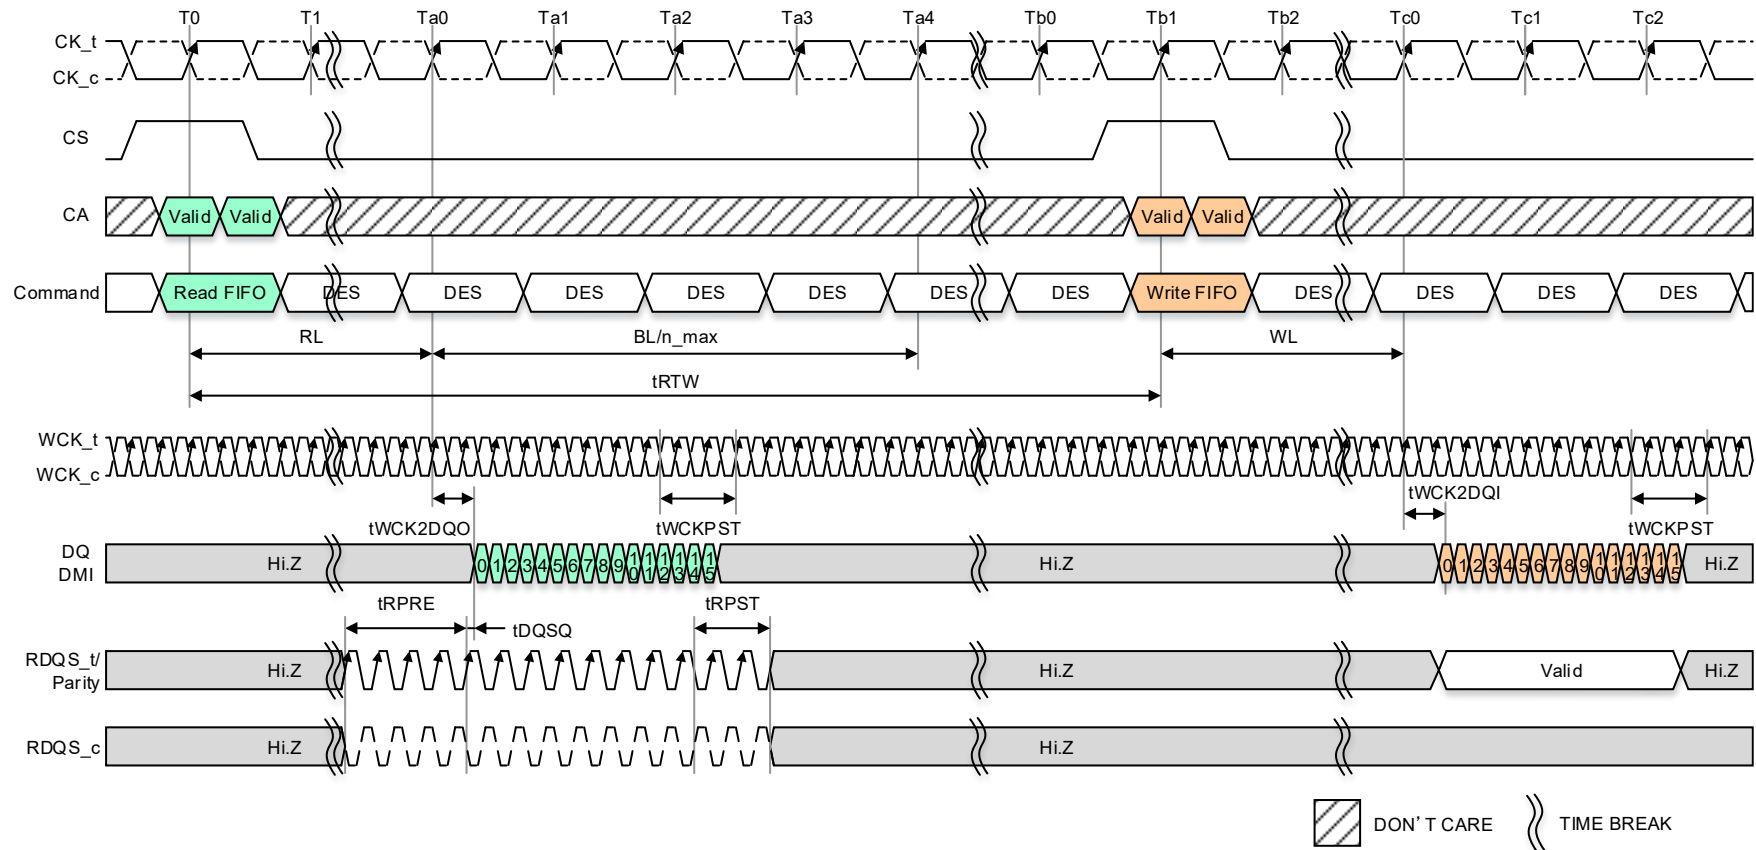 T0 T1 Ta0 Ta1 Ta2 Ta3 Ta4 Tb0 Tb1 Tb2 Tc0 Tc1 Tc2
CK_t
CK_c
CS
CA Valid Valid Valid Valid
Command Read FIFO DES DES DES DES DES DES DES Write FIFO DES DES DES DES
RL BL/n_max WL
tRTW
WCK_t
WCK_c
tWCK2DQI
tWCK2DQO tWCKPST tWCKPST
DQ
DMI
Hi.Z 0 1 2 3 4 5 6 7 8 9 10 11 12 13 14 15 Hi.Z 0 1 2 3 4 5 6 7 8 9 10 11 12 13 14 15 Hi.Z
tRPRE tRPST
tDQSQ
RDQS_t/
Parity
Hi.Z Hi.Z Valid Hi.Z
RDQS_c Hi.Z Hi.Z
DON'T CARE TIME BREAK